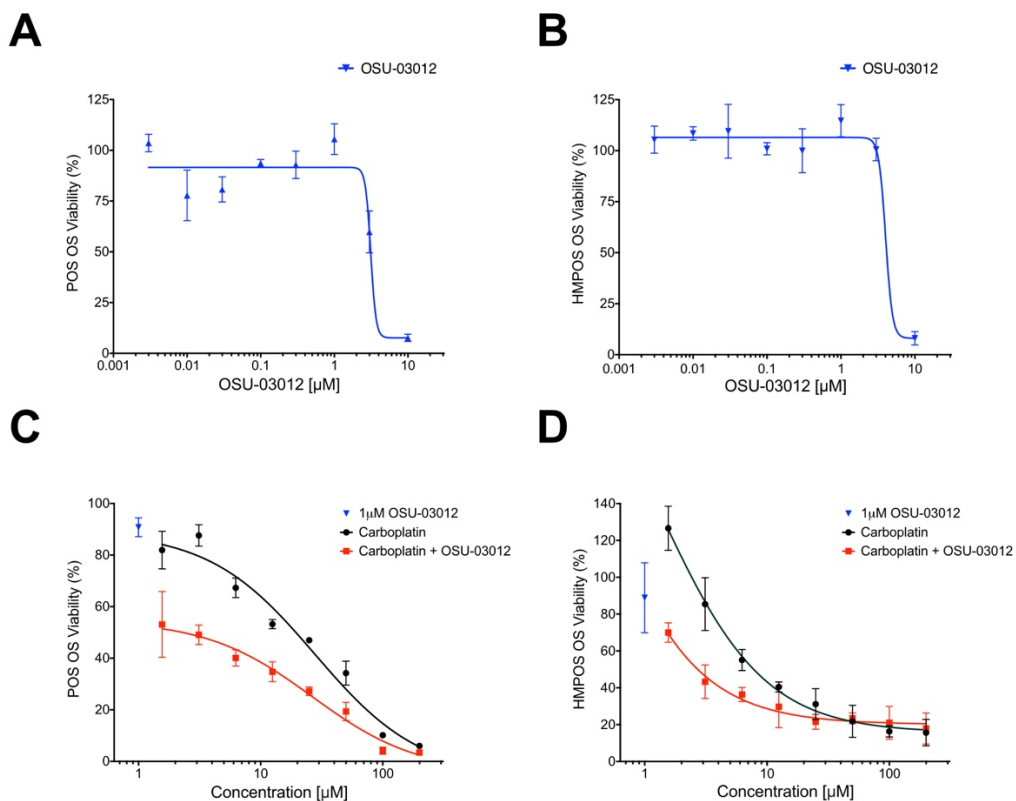 A
OSU-03012
POS OS Viability (%)
125
100
75
50
25
0
0.001
0.01
0.1
1
10
OSU-03012 [µM]
B
OSU-03012
HMPOS OS Viability (%)
125
100
75
50
25
0
0.001
0.01
0.1
1
10
OSU-03012 [µM]
C
1µM OSU-03012
Carboplatin
Carboplatin + OSU-03012
POS OS Viability (%)
100
80
60
40
20
0
1
10
100
Concentration [µM]
D
1µM OSU-03012
Carboplatin
Carboplatin + OSU-03012
HMPOS OS Viability (%)
140
120
100
80
60
40
20
0
1
10
100
Concentration [µM]